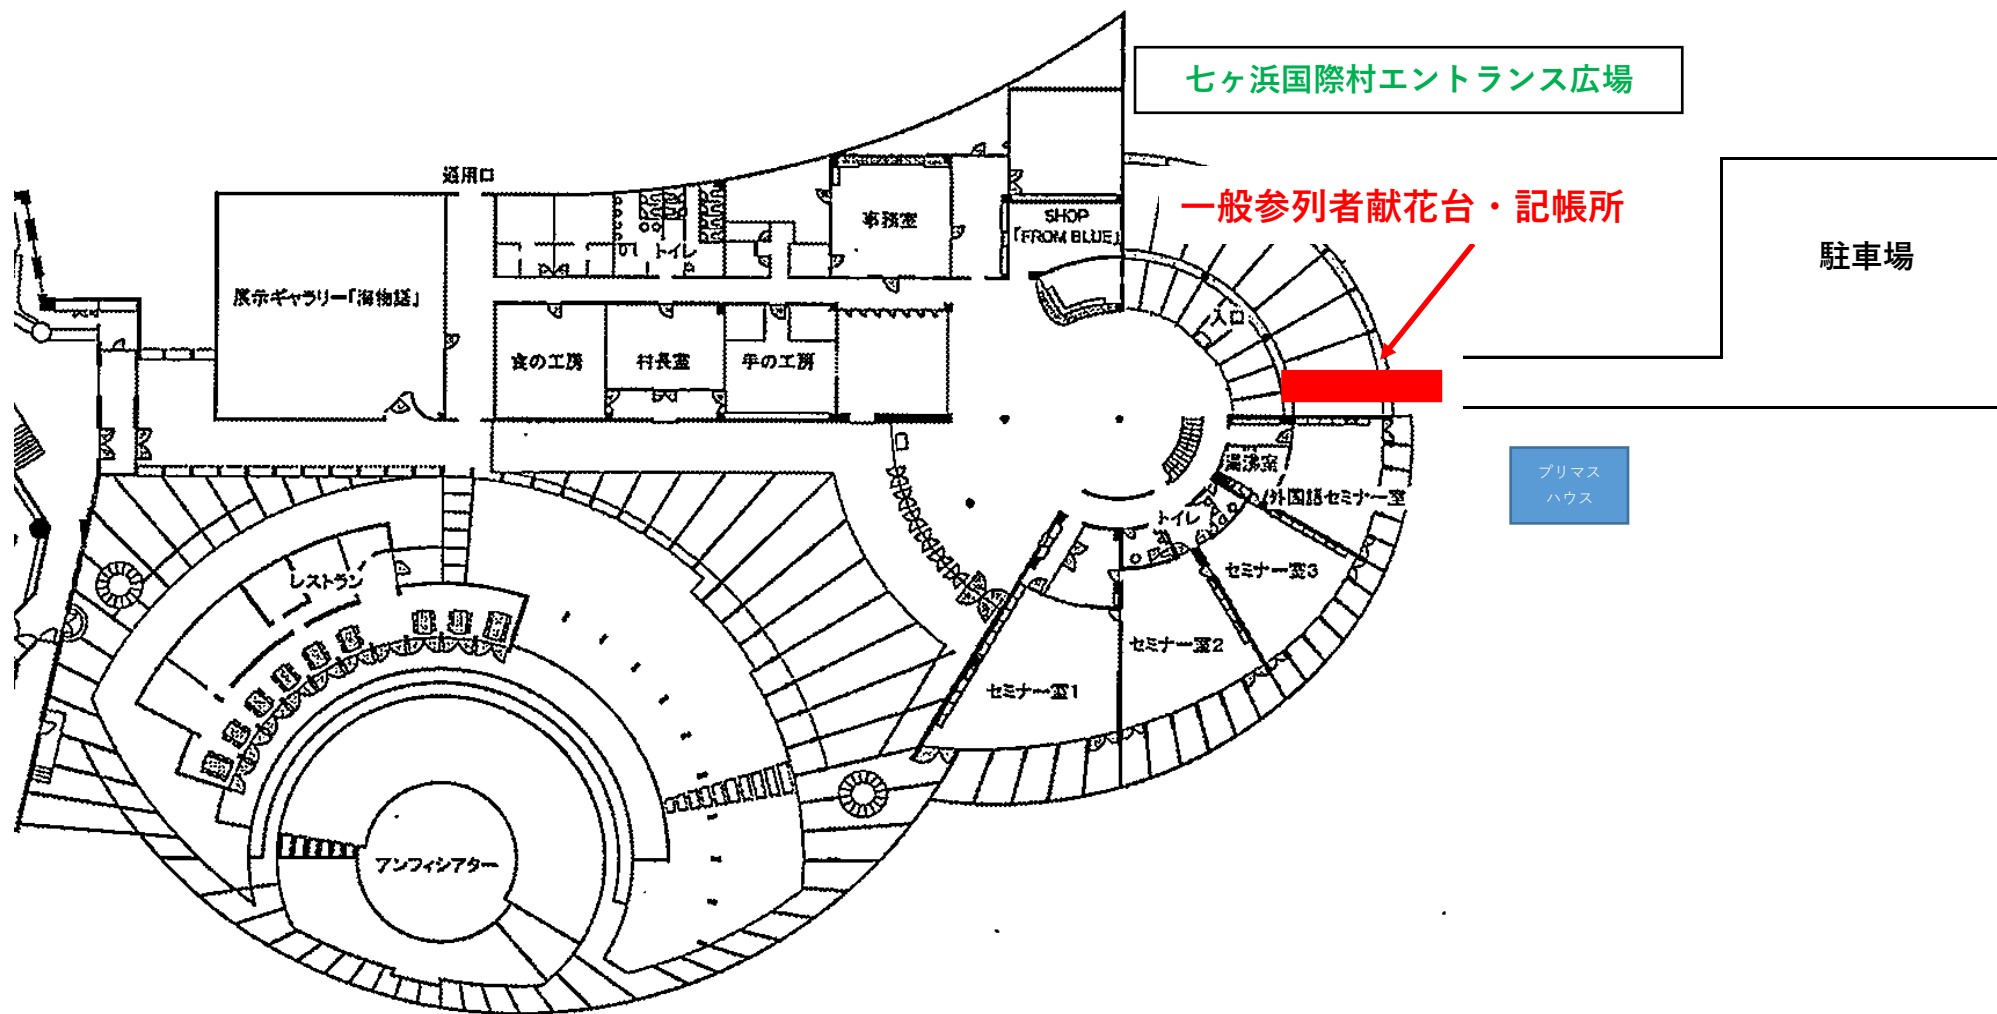 七ヶ浜国際村エントランス広場
通用口
一般参列者献花台・記帳所
事務室
SHOP
「FROM BLUE」
トイレ
駐車場
展示ギャラリー「海物語」
入口
食の工房
村長室
手の工房
湯沸室
プリマス
ハウス
外国語セミナー室
トイレ
セミナー室3
レストラン
セミナー室2
セミナー室1
アンフィシアター